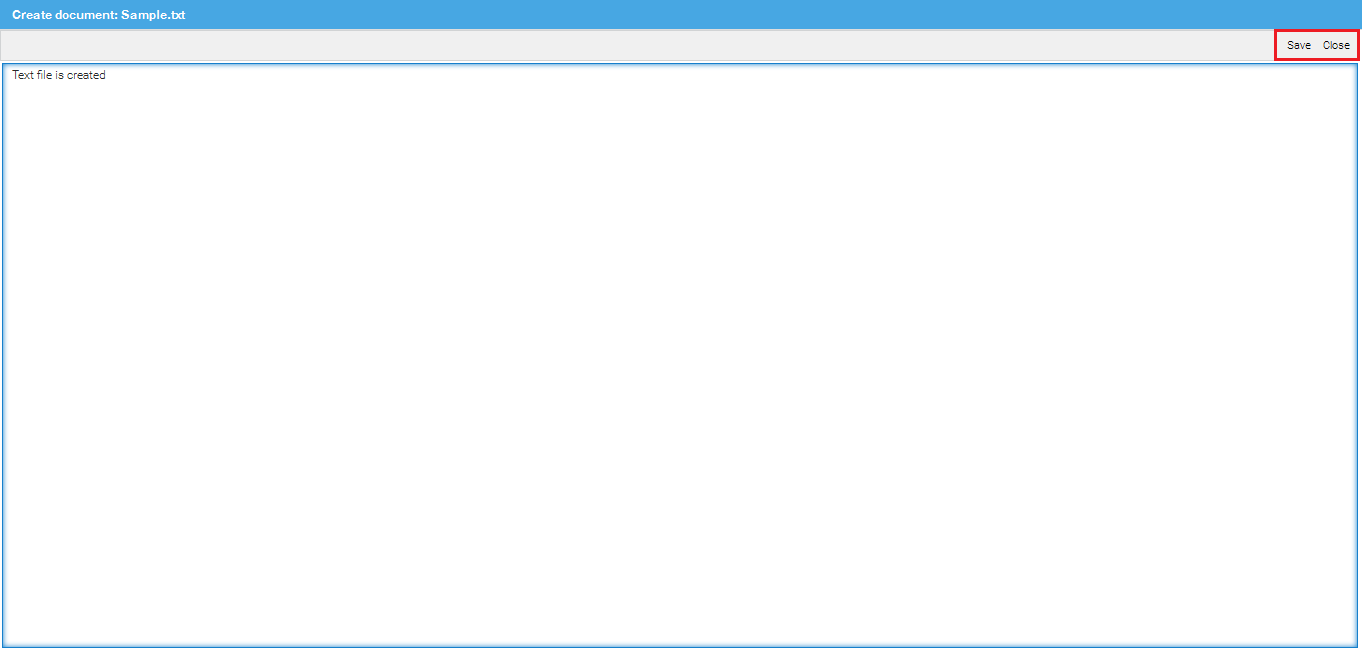 Create document: Sample.txt
Save Close
Text file is created